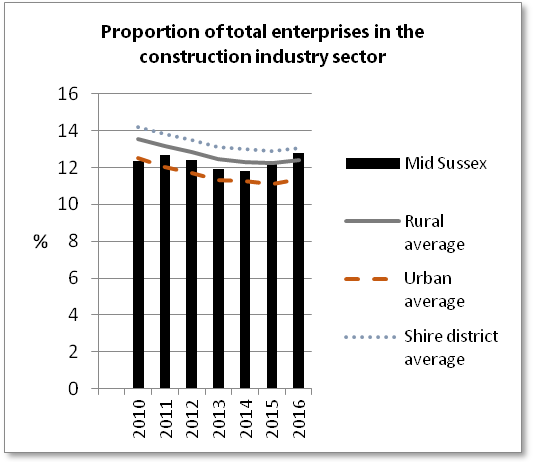 Proportion of total enterprises in the
construction industry sector
16
14
12
10
8
6
4
2
0
%
2010
2011
2012
2013
2014
2015
2016
Mid Sussex
Rural
average
Urban
average
Shire district
average